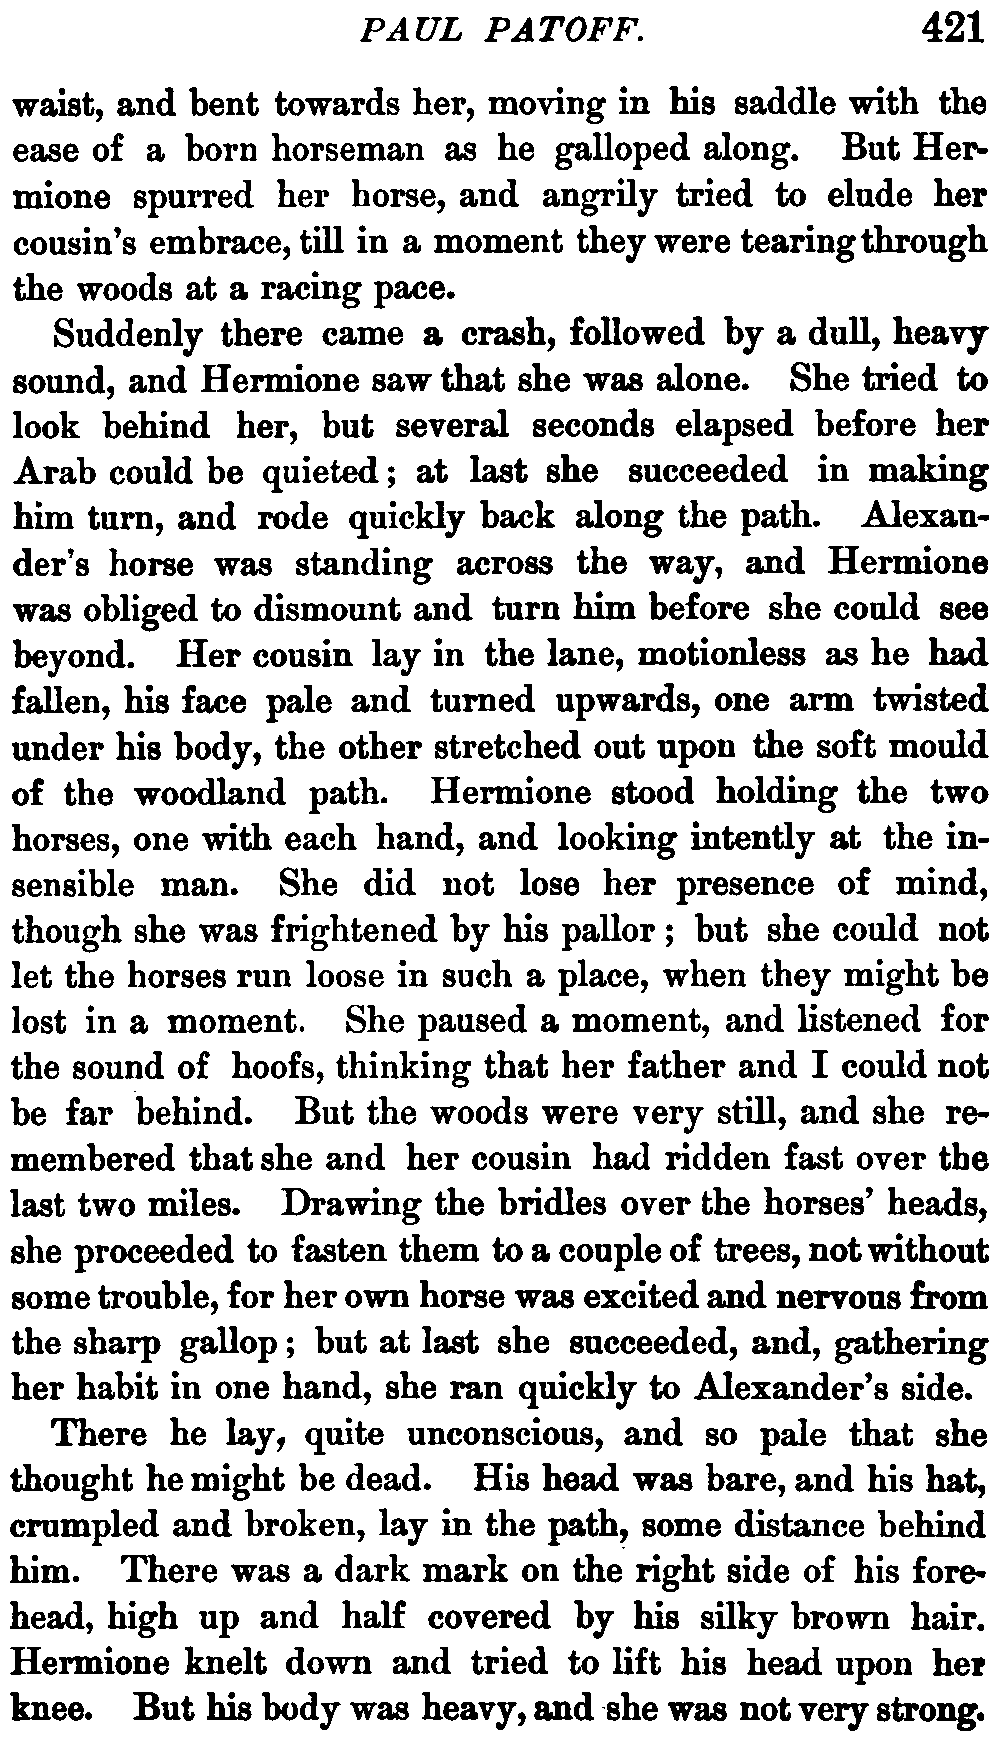 PAUL PATOFF. 421
waist, and bent towards her, moving in his saddle with the
ease of a born horseman as he galloped along. But Her-
mione spurred her horse, and angrily tried to elude her
cousin's embrace, till in a moment they were tearing through
the woods at a racing pace.
Suddenly there came a crash, followed by a dull, heavy
sound, and Hermione saw that she was alone. She tried to
look behind her, but several seconds elapsed before her
Arab could be quieted; at last she succeeded in making
him turn, and rode quickly back along the path. Alexan-
der's horse was standing across the way, and Hermione
was obliged to dismount and turn him before she could see
beyond. Her cousin lay in the lane, motionless as he had
fallen, his face pale and turned upwards, one arm twisted
under his body, the other stretched out upon the soft mould
of the woodland path. Hermione stood holding the two
horses, one with each hand, and looking intently at the in-
sensible man. She did not lose her presence of mind,
though she was frightened by his pallor; but she could not
let the horses run loose in such a place, when they might be
lost in a moment. She paused a moment, and listened for
the sound of hoofs, thinking that her father and I could not
be far behind. But the woods were very still, and she re-
membered that she and her cousin had ridden fast over the
last two miles. Drawing the bridles over the horses' heads,
she proceeded to fasten them to a couple of trees, not without
some trouble, for her own horse was excited and nervous from
the sharp gallop; but at last she succeeded, and, gathering
her habit in one hand, she ran quickly to Alexander's side.
There he lay, quite unconscious, and so pale that she
thought he might be dead. His head was bare, and his hat,
crumpled and broken, lay in the path, some distance behind
him. There was a dark mark on the right side of his fore-
head, high up and half covered by his silky brown hair.
Hermione knelt down and tried to lift his head upon her
knee. But his body was heavy, and she was not very strong.